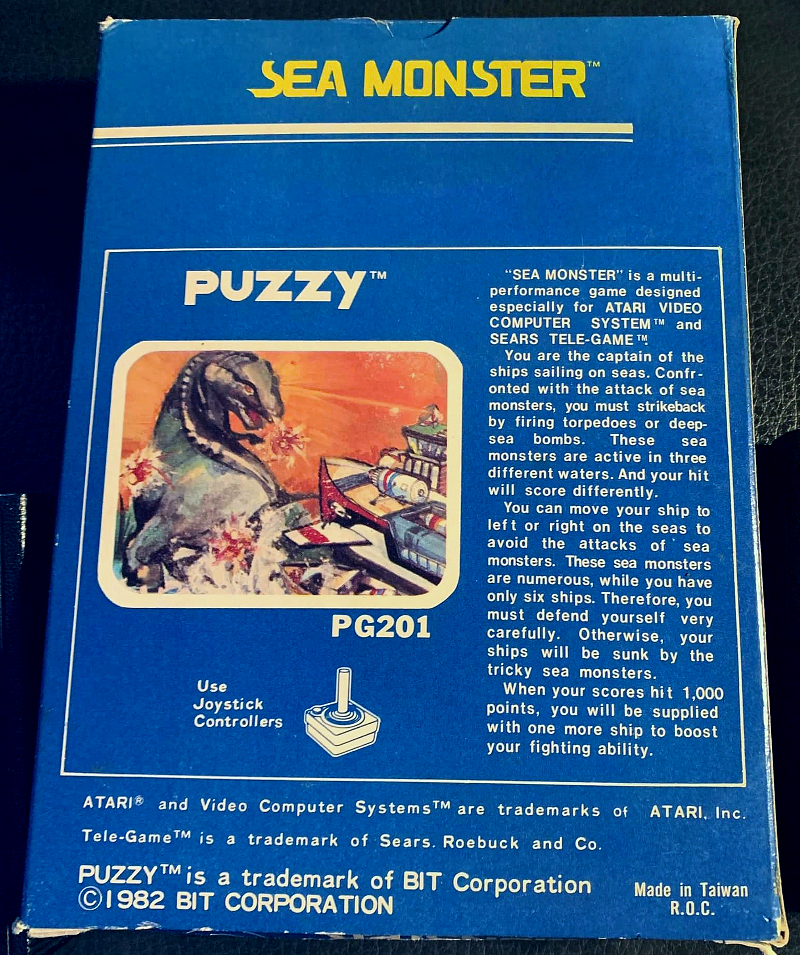 SEA MONSTER™
PUZZY™
"SEA MONSTER" is a multi-
performance game designed
especially for ATARI VIDEO
COMPUTER SYSTEM™ and
SEARS TELE-GAME™
You are the captain of the
ships sailing on seas. Confr-
onted with the attack of sea
monsters, you must strikeback
by firing torpedoes or deep-
sea bombs. These sea
monsters are active in three
different waters. And your hit
will score differently.
You can move your ship to
left or right on the seas to
avoid the attacks of sea
monsters. These sea monsters
are numerous, while you have
only six ships. Therefore, you
must defend yourself very
carefully. Otherwise, your
ships will be sunk by the
tricky sea monsters.
When your scores hit 1,000
points, you will be supplied
with one more ship to boost
your fighting ability.
PG201
Use
Joystick
Controllers
ATARI® and Video Computer Systems™ are trademarks of ATARI, Inc.
Tele-Game™ is a trademark of Sears. Roebuck and Co.
PUZZY™ is a trademark of BIT Corporation
©1982 BIT CORPORATION
Made in Taiwan
R.O.C.